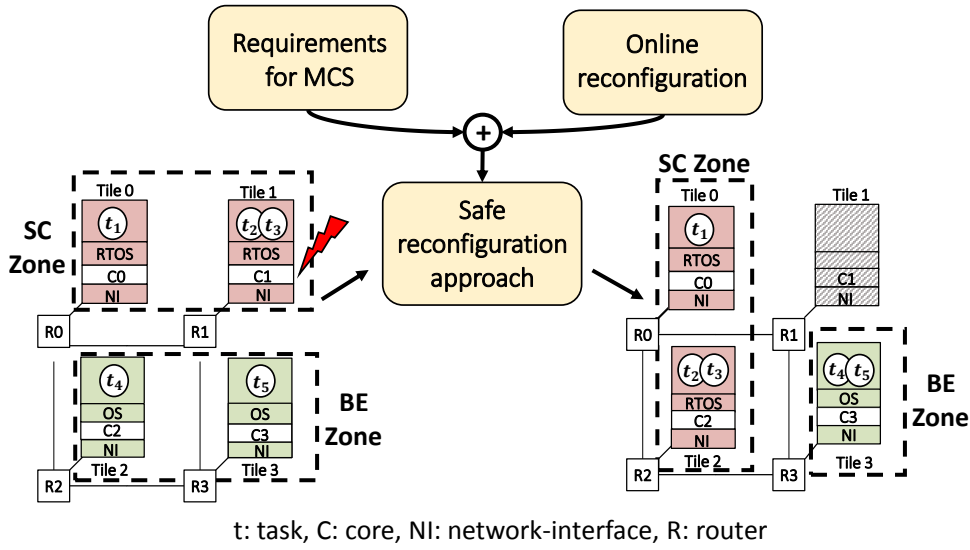 Requirements
for MCS
Online
reconfiguration
+
SC Zone
Tile 0
Tile 1
t₁
t₂ t₃
RTOS
RTOS
C0
C1
NI
NI
SC
Zone
R0
R1
Safe
reconfiguration
approach
Tile 0
Tile 1
t₁
RTOS
C0
C1
NI
NI
R0
R1
t₄
t₅
OS
OS
C2
C3
NI
NI
BE
Zone
Tile 2
Tile 3
R2
R3
t₂ t₃
t₄ t₅
RTOS
OS
C2
C3
NI
NI
BE
Zone
Tile 2
Tile 3
R2
R3
t: task, C: core, NI: network-interface, R: router